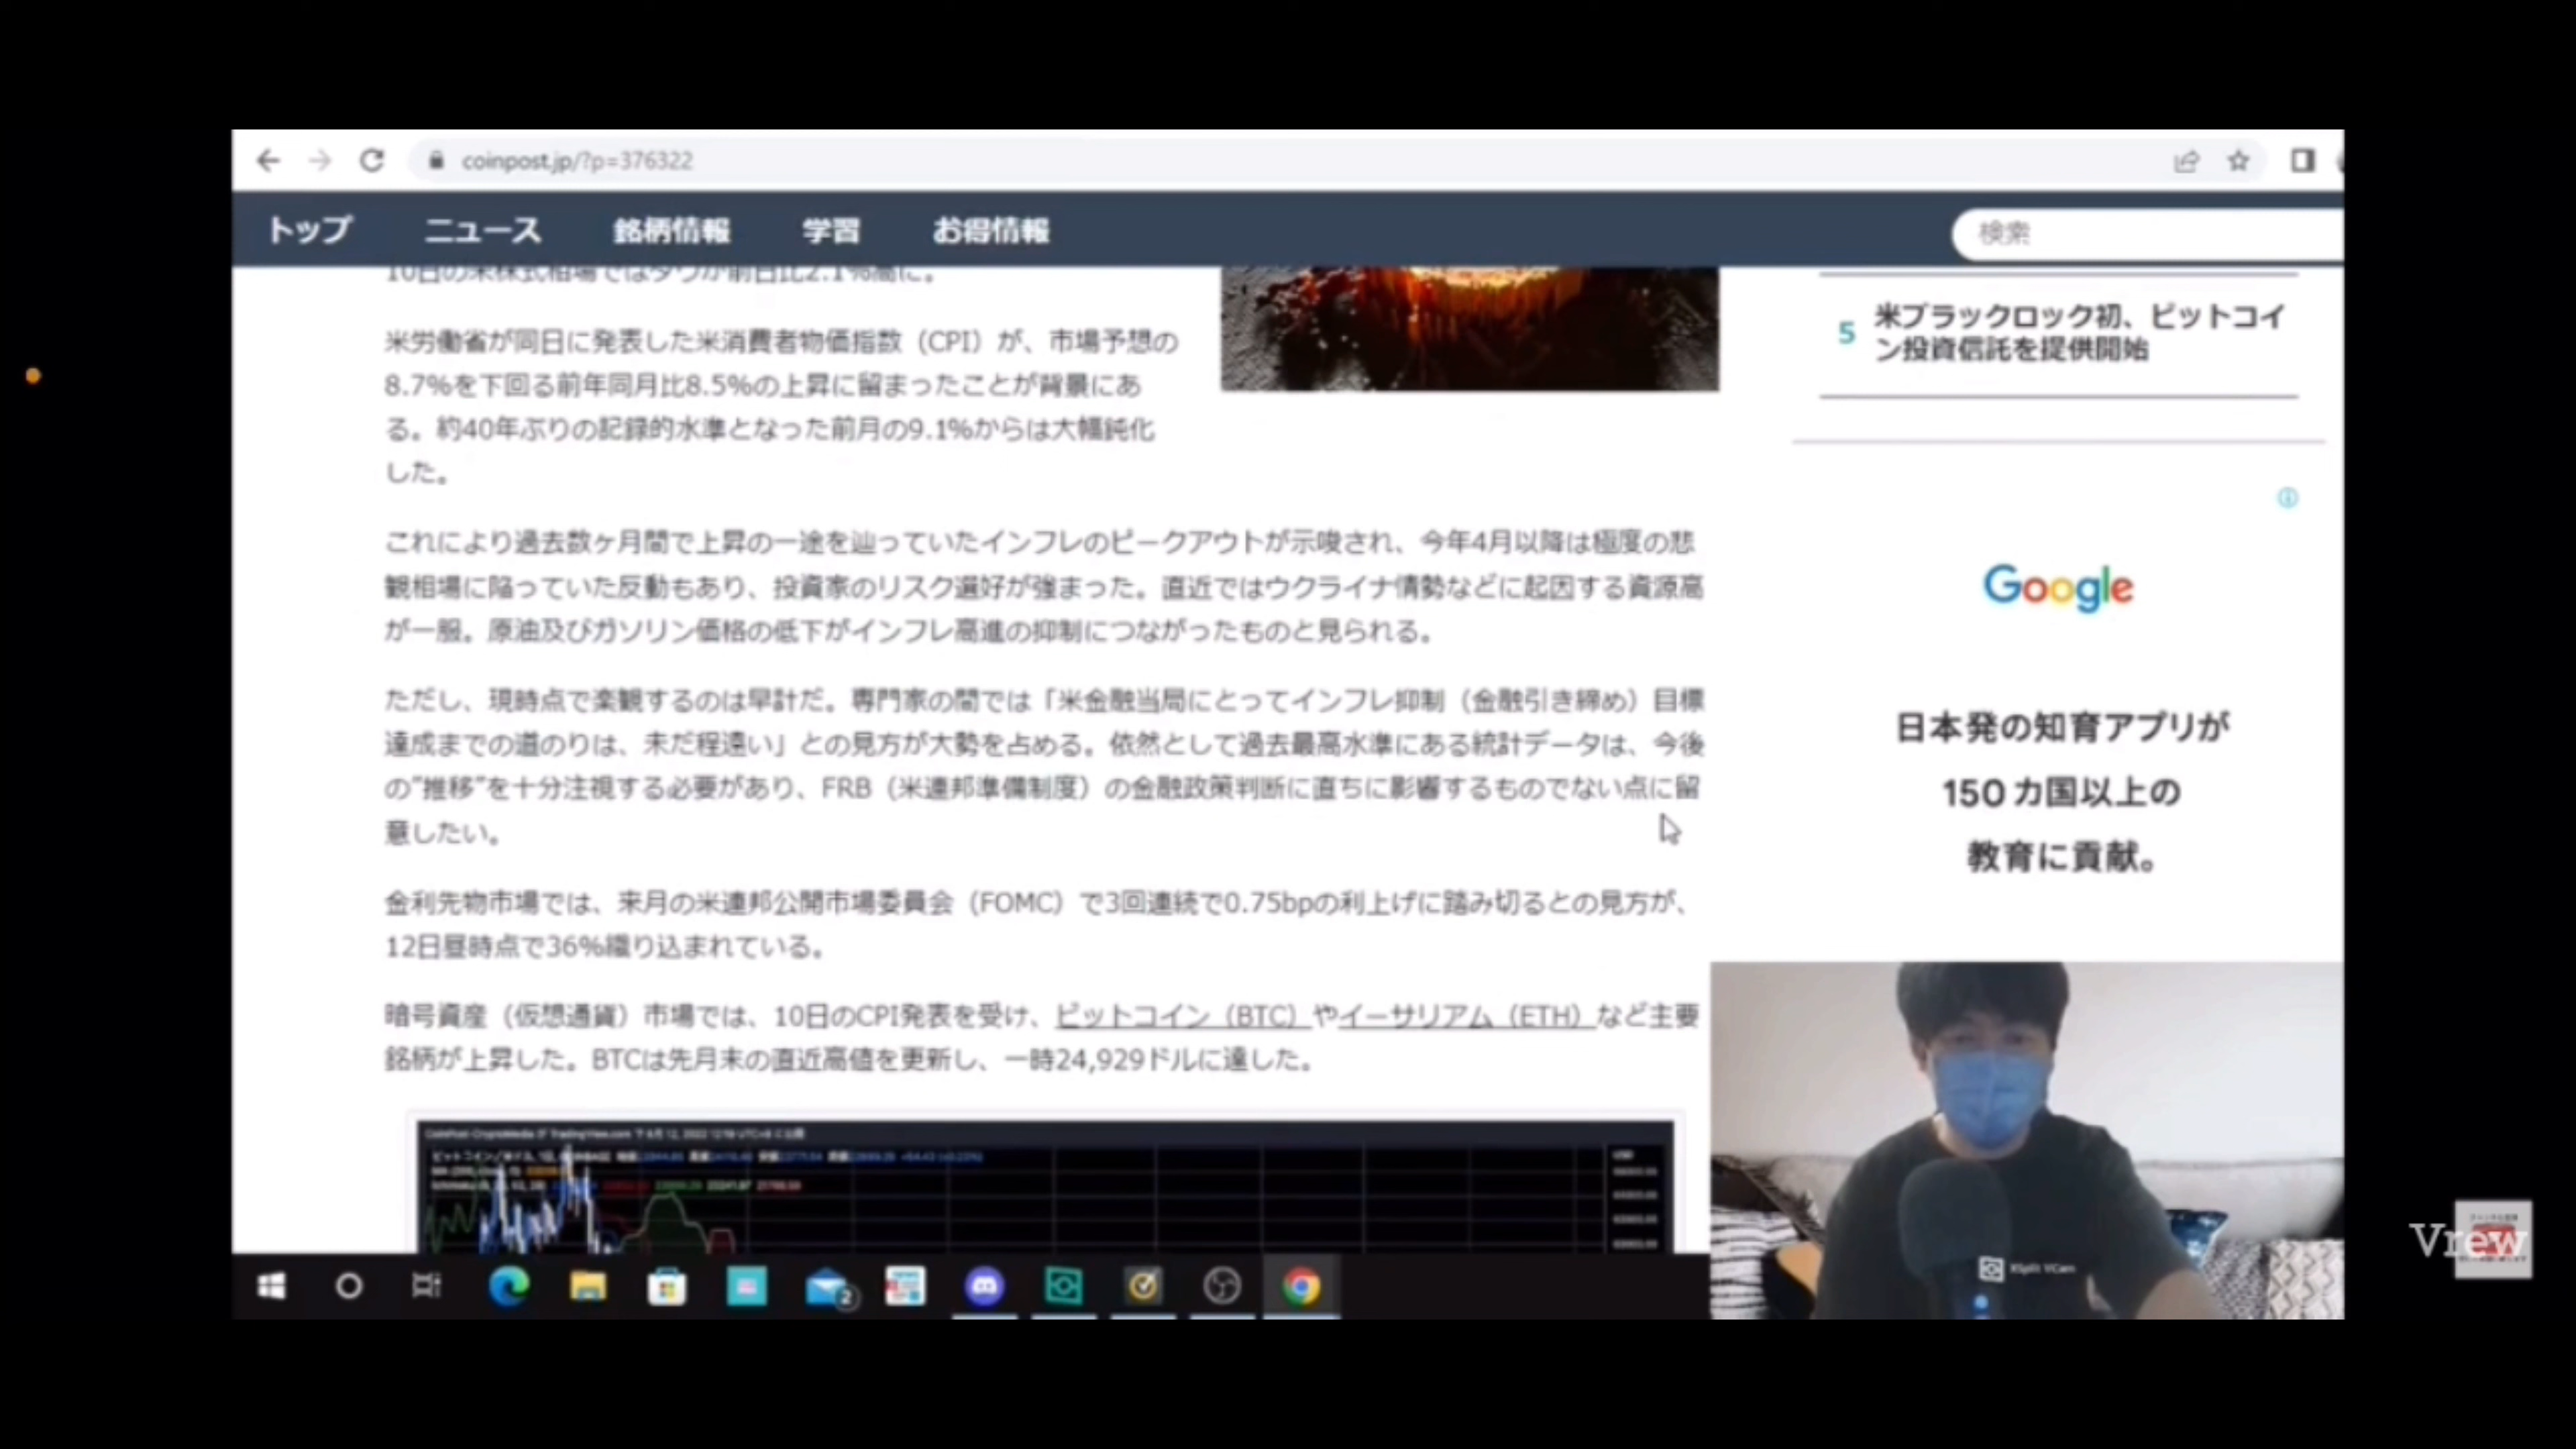 coinpost.jp/?p=376322
トップ ニュース 銘柄情報 学習 お得情報
検索
10日の米株式相場ではダウが前日比2.1%高に。
米労働省が同日に発表した米消費者物価指数（CPI）が、市場予想の
8.7%を下回る前年同月比8.5%の上昇に留まったことが背景にあ
る。約40年ぶりの記録的水準となった前月の9.1%からは大幅鈍化
した。
これにより過去数ヶ月間で上昇の一途を辿っていたインフレのピークアウトが示唆され、今年4月以降は極度の悲
観相場に陥っていた反動もあり、投資家のリスク選好が強まった。直近ではウクライナ情勢などに起因する資源高
が一服。原油及びガソリン価格の低下がインフレ高進の抑制につながったものと見られる。
ただし、現時点で楽観するのは早計だ。専門家の間では「米金融当局にとってインフレ抑制（金融引き締め）目標
達成までの道のりは、未だ程遠い」との見方が大勢を占める。依然として過去最高水準にある統計データは、今後
の"推移"を十分注視する必要があり、FRB（米連邦準備制度）の金融政策判断に直ちに影響するものでない点に留
意したい。
金利先物市場では、来月の米連邦公開市場委員会（FOMC）で3回連続で0.75bpの利上げに踏み切るとの見方が、
12日昼時点で36%織り込まれている。
暗号資産（仮想通貨）市場では、10日のCPI発表を受け、ビットコイン（BTC）やイーサリアム（ETH）など主要
銘柄が上昇した。BTCは先月末の直近高値を更新し、一時24,929ドルに達した。
5 米ブラックロック初、ビットコイ
ン投資信託を提供開始
Google
日本発の知育アプリが
150カ国以上の
教育に貢献。
XSplit VCam
2
Vrew